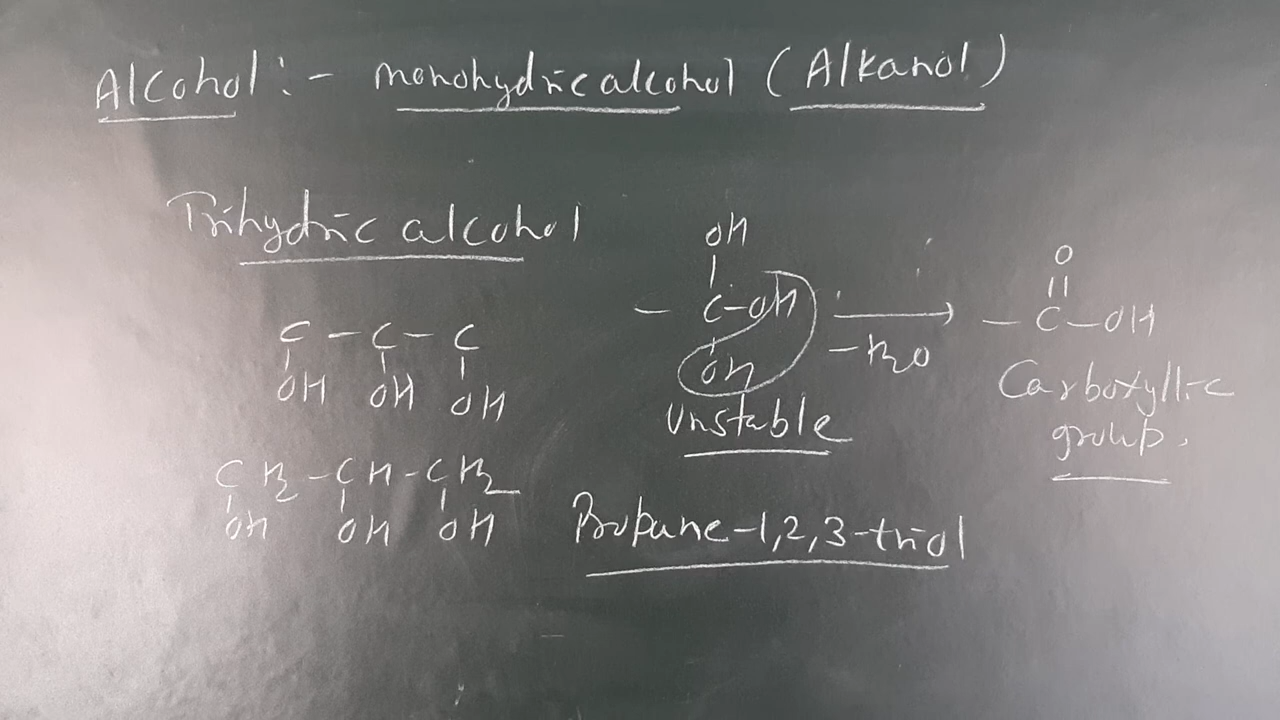 Alcohol :- monohydric alcohol (Alkanol)
Trihydric alcohol
C - C - C
OH OH OH
CH2 - CH - CH2
OH OH OH
OH
- C - OH
OH
Unstable
-H2O
O
- C - OH
Carboxyllic
group.
Propane-1,2,3-triol